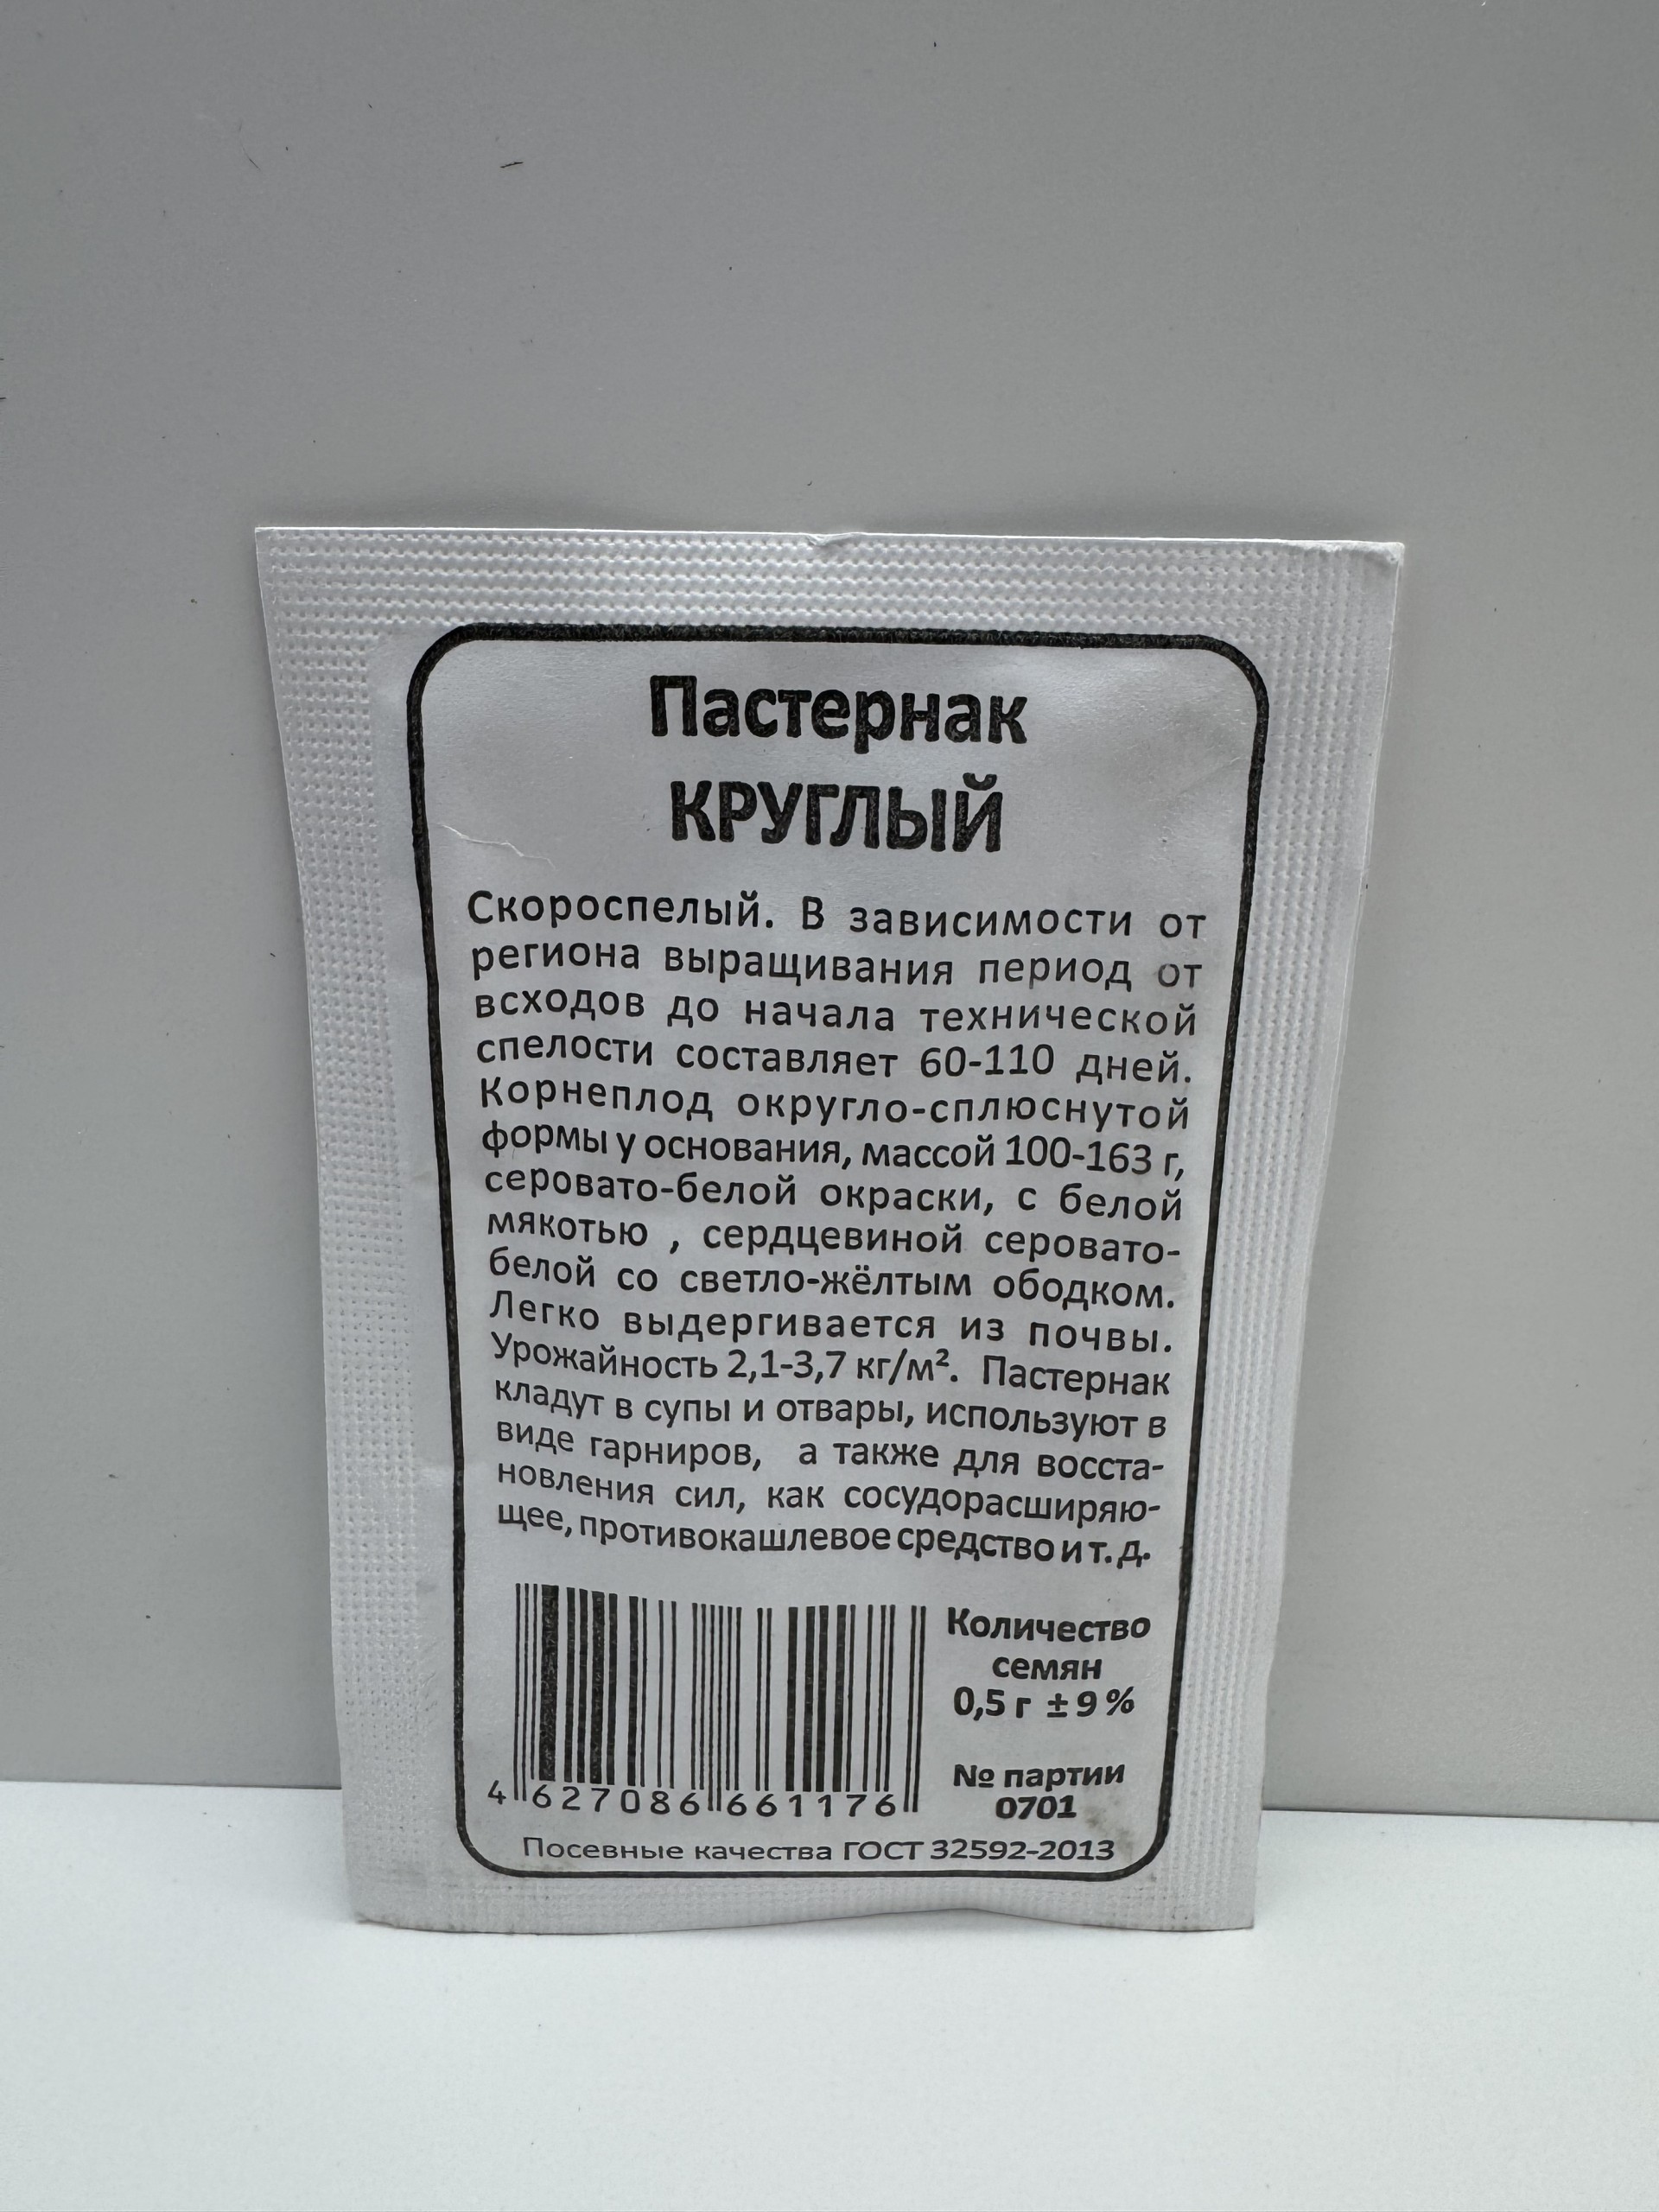 Пастернак
КРУГЛЫЙ
Скороспелый. В зависимости от
региона выращивания период от
всходов до начала технической
спелости составляет 60-110 дней.
Корнеплод округло-сплюснутой
формы у основания, массой 100-163 г,
серовато-белой окраски, с белой
мякотью , сердцевиной серовато-
белой со светло-жёлтым ободком.
Легко выдергивается из почвы.
Урожайность 2,1-3,7 кг/м². Пастернак
кладут в супы и отвары, используют в
виде гарниров, а также для восста-
новления сил, как сосудорасширяю-
щее, противокашлевое средство и т. д.
Количество
семян
0,5 г ± 9 %
№ партии
0701
4 627086 661176
Посевные качества ГОСТ 32592-2013